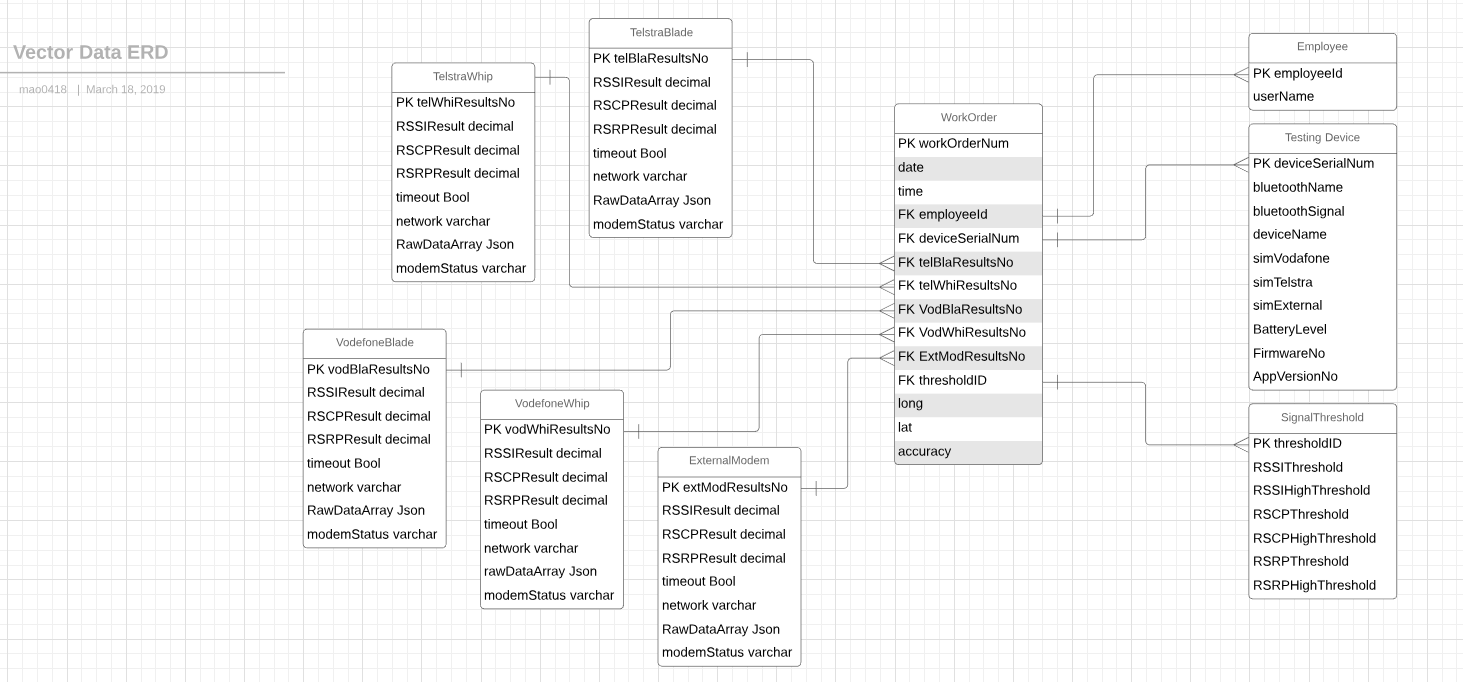 Vector Data ERD
mao0418 | March 18, 2019
TelstraWhip
PK telWhiResultsNo
RSSIResult decimal
RSCPResult decimal
RSRPResult decimal
timeout Bool
network varchar
RawDataArray Json
modemStatus varchar
TelstraBlade
PK telBlaResultsNo
RSSIResult decimal
RSCPResult decimal
RSRPResult decimal
timeout Bool
network varchar
RawDataArray Json
modemStatus varchar
VodefoneBlade
PK vodBlaResultsNo
RSSIResult decimal
RSCPResult decimal
RSRPResult decimal
timeout Bool
network varchar
RawDataArray Json
modemStatus varchar
VodefoneWhip
PK vodWhiResultsNo
RSSIResult decimal
RSCPResult decimal
RSRPResult decimal
timeout Bool
network varchar
rawDataArray Json
modemStatus varchar
ExternalModem
PK extModResultsNo
RSSIResult decimal
RSCPResult decimal
RSRPResult decimal
timeout Bool
network varchar
RawDataArray Json
modemStatus varchar
WorkOrder
PK workOrderNum
date
time
FK employeeId
FK deviceSerialNum
FK telBlaResultsNo
FK telWhiResultsNo
FK VodBlaResultsNo
FK VodWhiResultsNo
FK ExtModResultsNo
FK thresholdID
long
lat
accuracy
Employee
PK employeeId
userName
Testing Device
PK deviceSerialNum
bluetoothName
bluetoothSignal
deviceName
simVodafone
simTelstra
simExternal
BatteryLevel
FirmwareNo
AppVersionNo
SignalThreshold
PK thresholdID
RSSIThreshold
RSSIHighThreshold
RSCPThreshold
RSCPHighThreshold
RSRPThreshold
RSRPHighThreshold